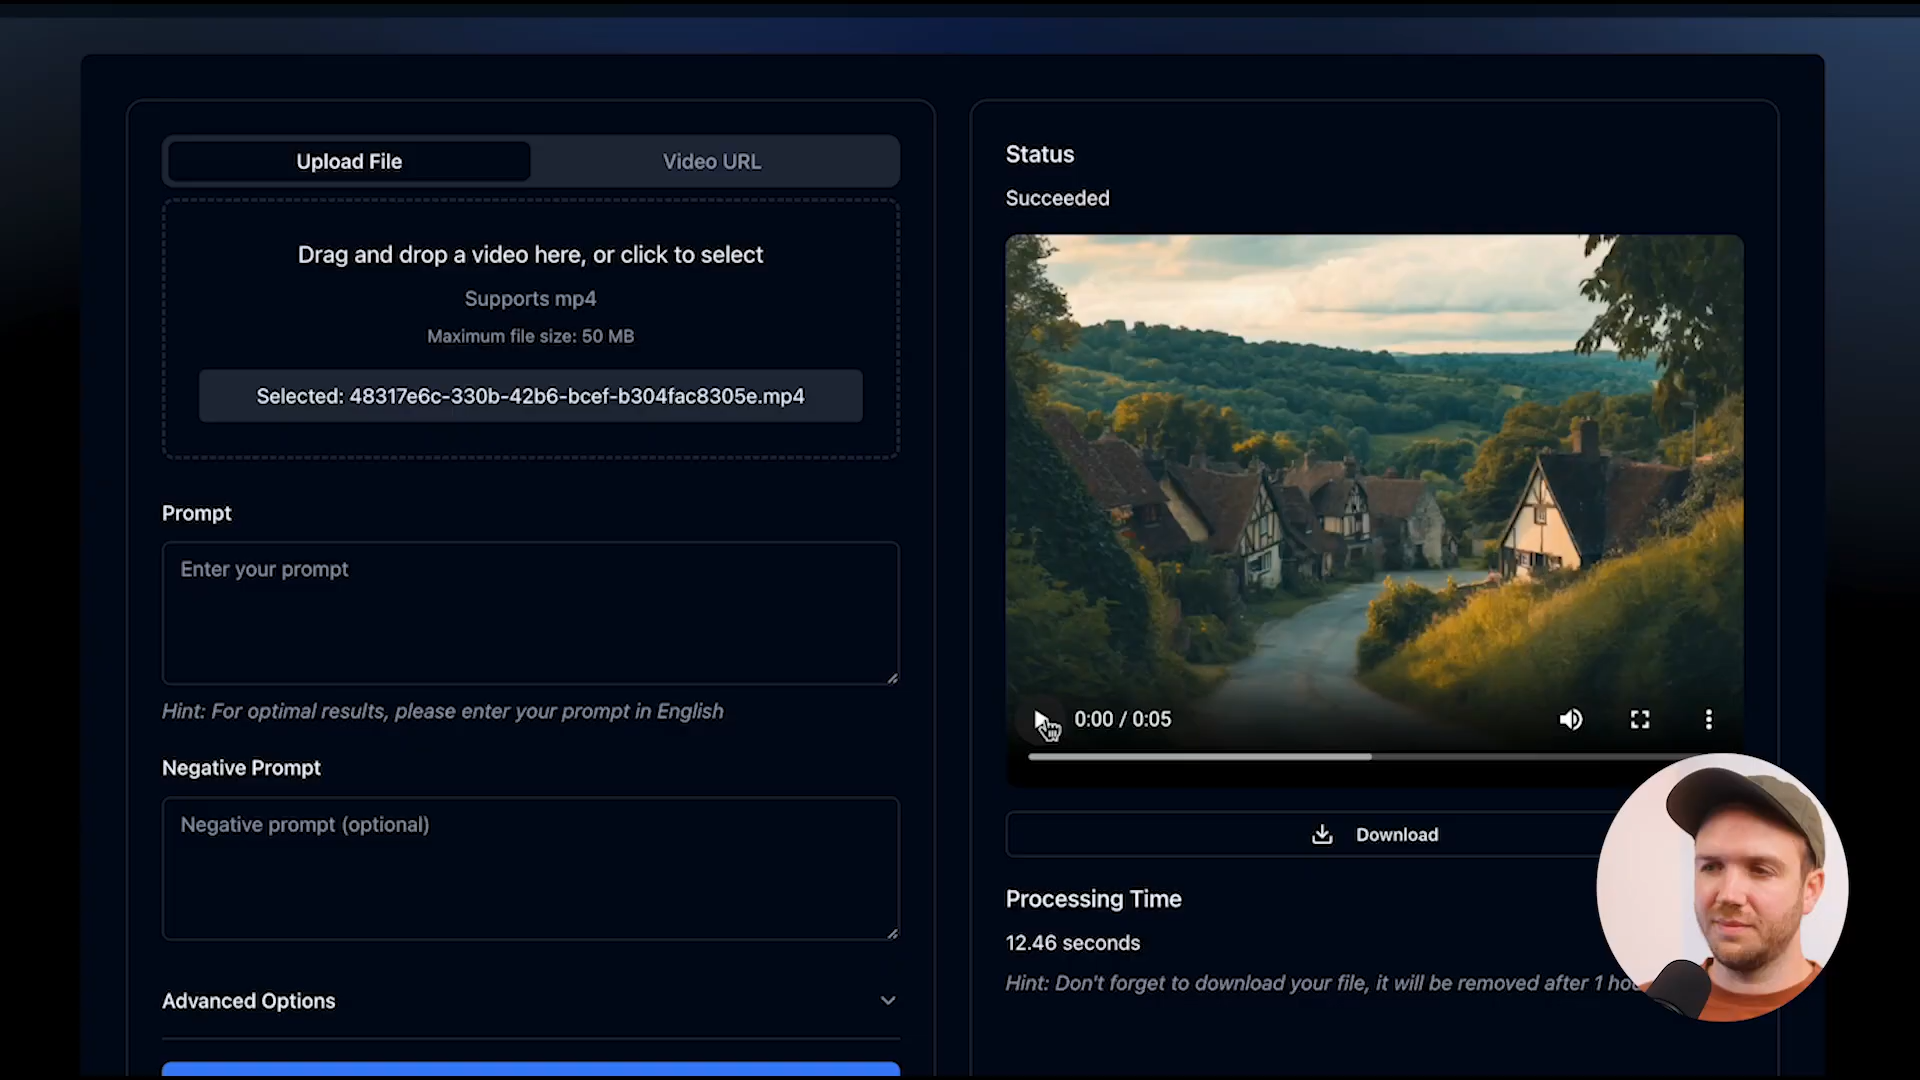 Upload File
Video URL
Drag and drop a video here, or click to select
Supports mp4
Maximum file size: 50 MB
Selected: 48317e6c-330b-42b6-bcef-b304fac8305e.mp4
Prompt
Enter your prompt
Hint: For optimal results, please enter your prompt in English
Negative Prompt
Negative prompt (optional)
Advanced Options
Status
Succeeded
0:00 / 0:05
Download
Processing Time
12.46 seconds
Hint: Don't forget to download your file, it will be removed after 1